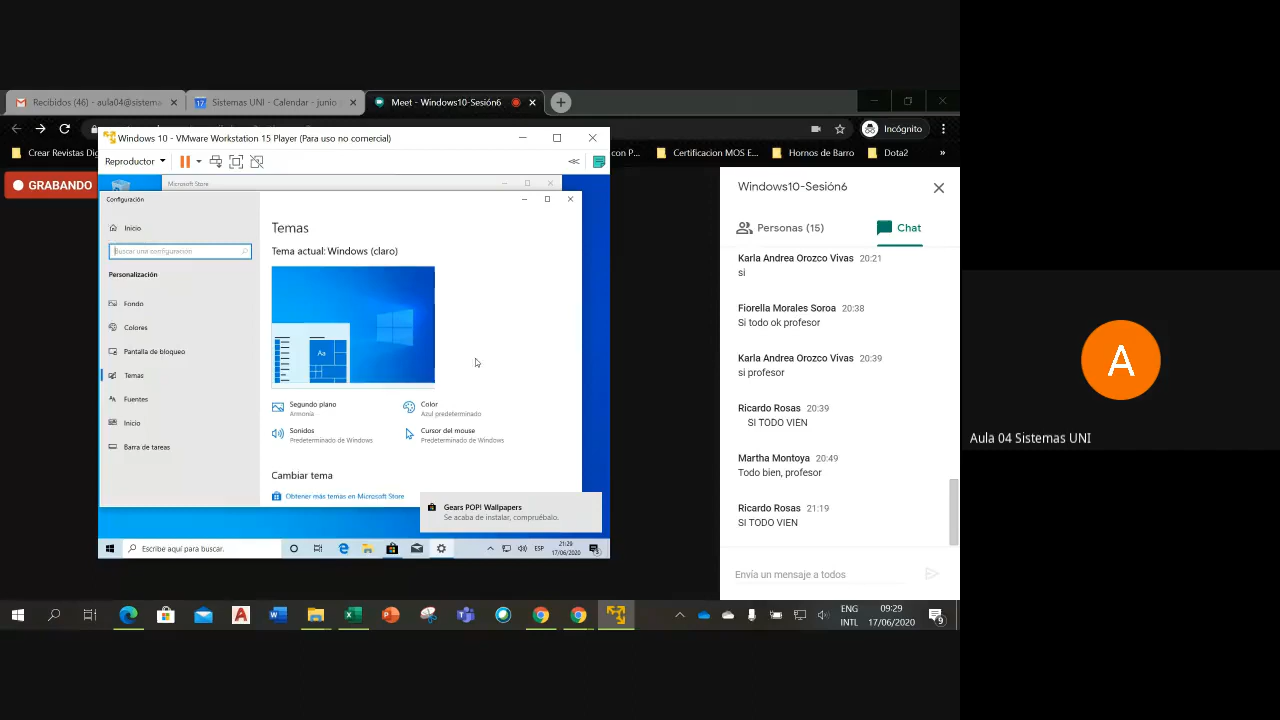 Recibidos (46) - aula04@sistema
Sistemas UNI - Calendar - junio
Meet - Windows10-Sesión6
Incógnito
Crear Revistas Dig
con P...
Certificacion MOS E...
Hornos de Barro
Dota2
»
GRABANDO
Windows 10 - VMware Workstation 15 Player (Para uso no comercial)
Reproductor
Microsoft Store
Configuración
Inicio
Buscar una configuración
Personalización
Fondo
Colores
Pantalla de bloqueo
Temas
Fuentes
Inicio
Barra de tareas
Temas
Tema actual: Windows (claro)
Aa
Segundo plano
Armonía
Color
Azul predeterminado
Sonidos
Predeterminado de Windows
Cursor del mouse
Predeterminado de Windows
Cambiar tema
Obtener más temas en Microsoft Store
Gears POP! Wallpapers
Se acaba de instalar, compruébalo.
Escribe aquí para buscar.
ESP
21:29
17/06/2020
Windows10-Sesión6
Personas (15)
Chat
Karla Andrea Orozco Vivas 20:21
si
Fiorella Morales Soroa 20:38
Si todo ok profesor
Karla Andrea Orozco Vivas 20:39
si profesor
Ricardo Rosas 20:39
SI TODO VIEN
Martha Montoya 20:49
Todo bien, profesor
Ricardo Rosas 21:19
SI TODO VIEN
Envía un mensaje a todos
ENG
INTL
09:29
17/06/2020
9
A
Aula 04 Sistemas UNI